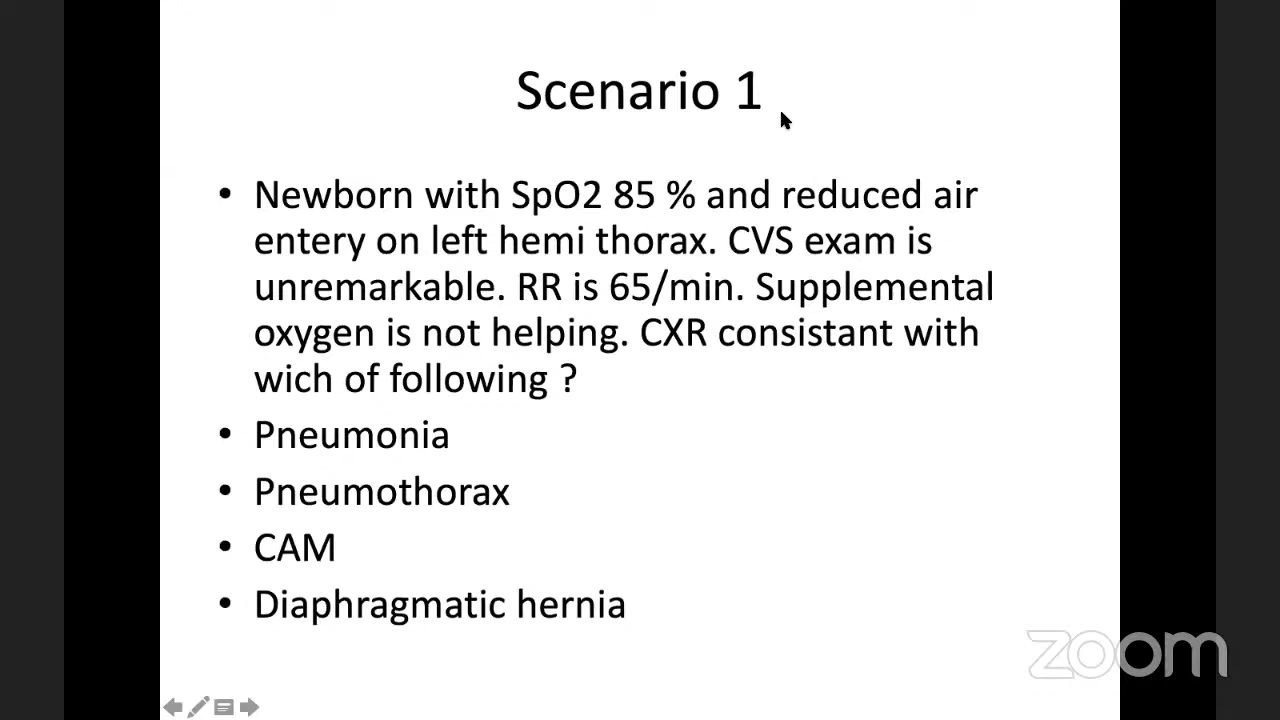 Scenario 1
• Newborn with SpO2 85 % and reduced air
entery on left hemi thorax. CVS exam is
unremarkable. RR is 65/min. Supplemental
oxygen is not helping. CXR consistant with
wich of following ?
• Pneumonia
• Pneumothorax
• CAM
• Diaphragmatic hernia
zoom